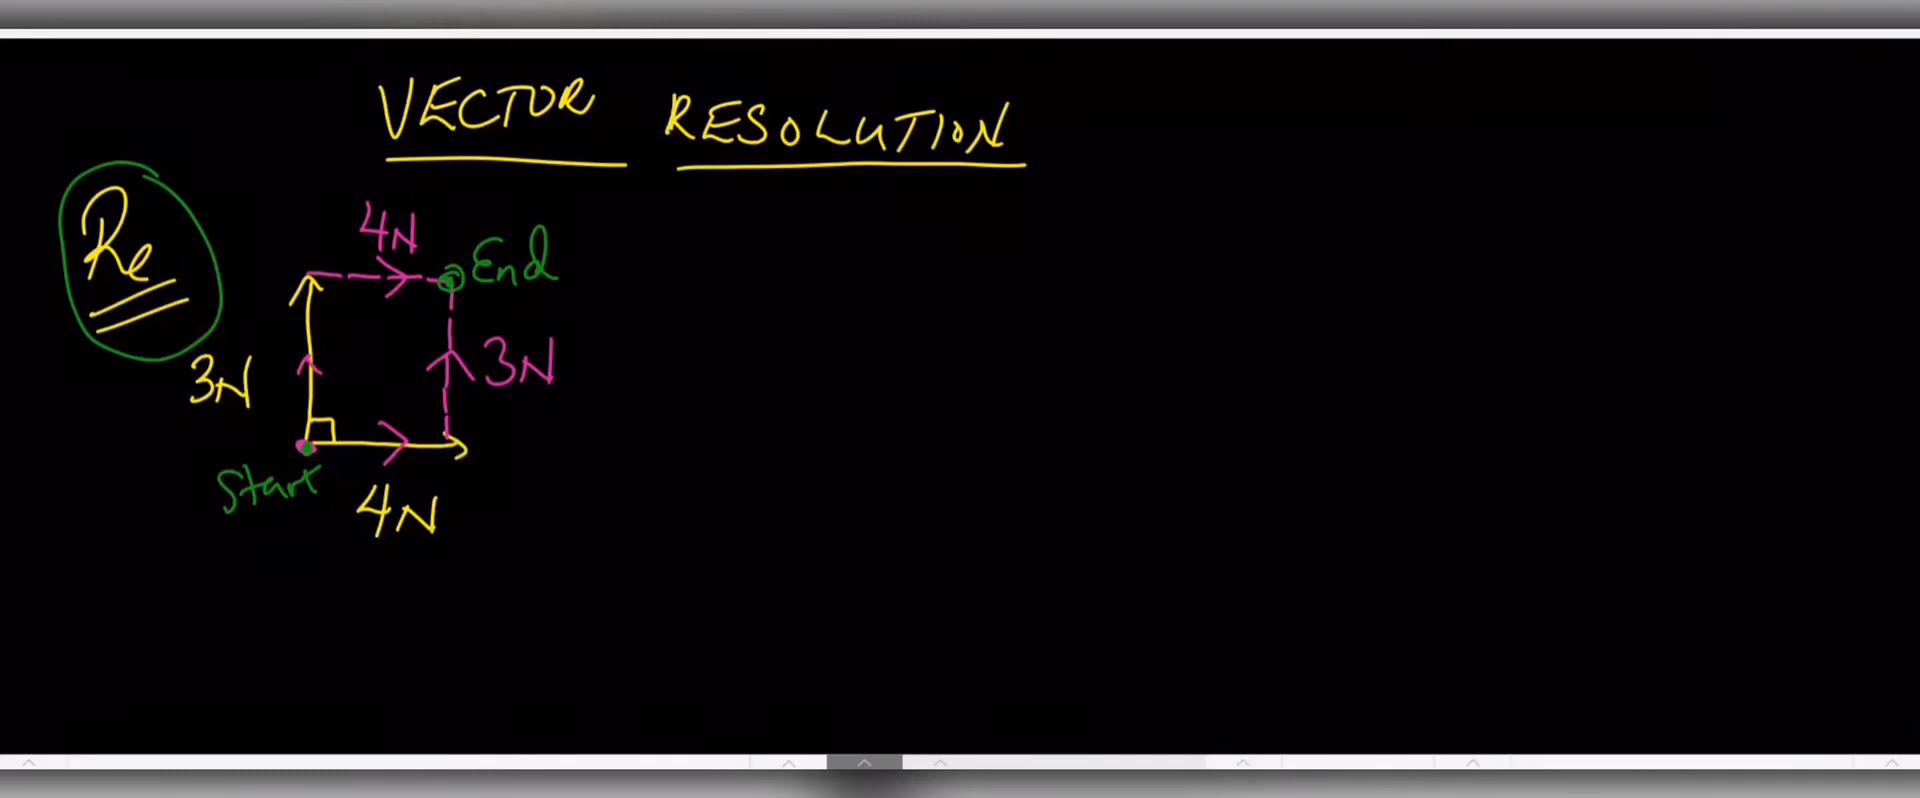 VECTOR RESOLUTION
Re
4N
End
3N
3N
Start
4N